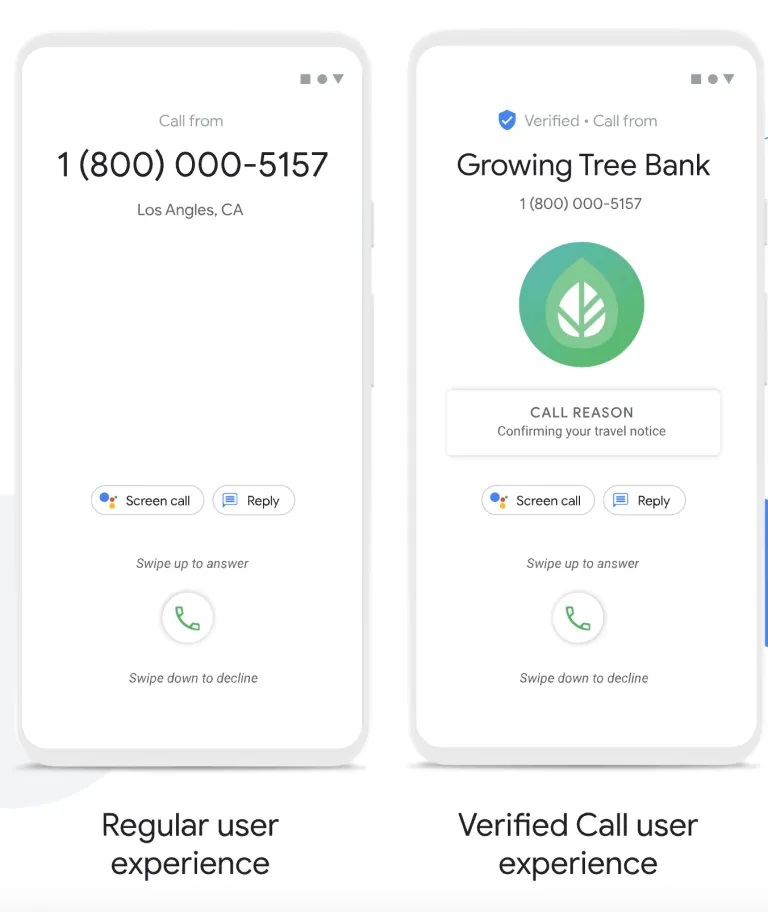 Call from
1 (800) 000-5157
Los Angles, CA
Screen call
Reply
Swipe up to answer
Swipe down to decline
Regular user
experience
Verified • Call from
Growing Tree Bank
1 (800) 000-5157
CALL REASON
Confirming your travel notice
Screen call
Reply
Swipe up to answer
Swipe down to decline
Verified Call user
experience